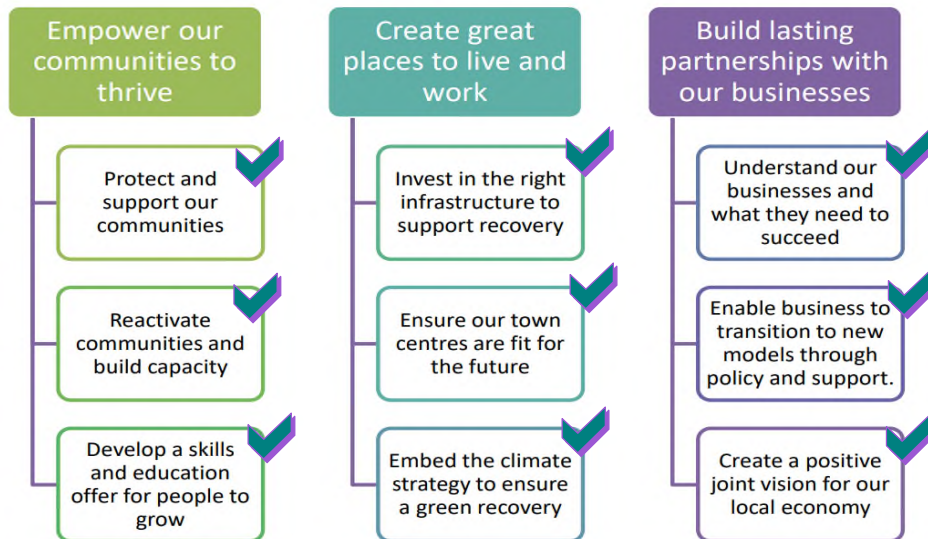 Empower our
communities to
thrive
Protect and
support our
communities
Reactivate
communities and
build capacity
Develop a skills
and education
offer for people to
grow
Create great
places to live and
work
Invest in the right
infrastructure to
support recovery
Ensure our town
centres are fit for
the future
Embed the climate
strategy to ensure
a green recovery
Build lasting
partnerships with
our businesses
Understand our
businesses and
what they need to
succeed
Enable business to
transition to new
models through
policy and support.
Create a positive
joint vision for our
local economy